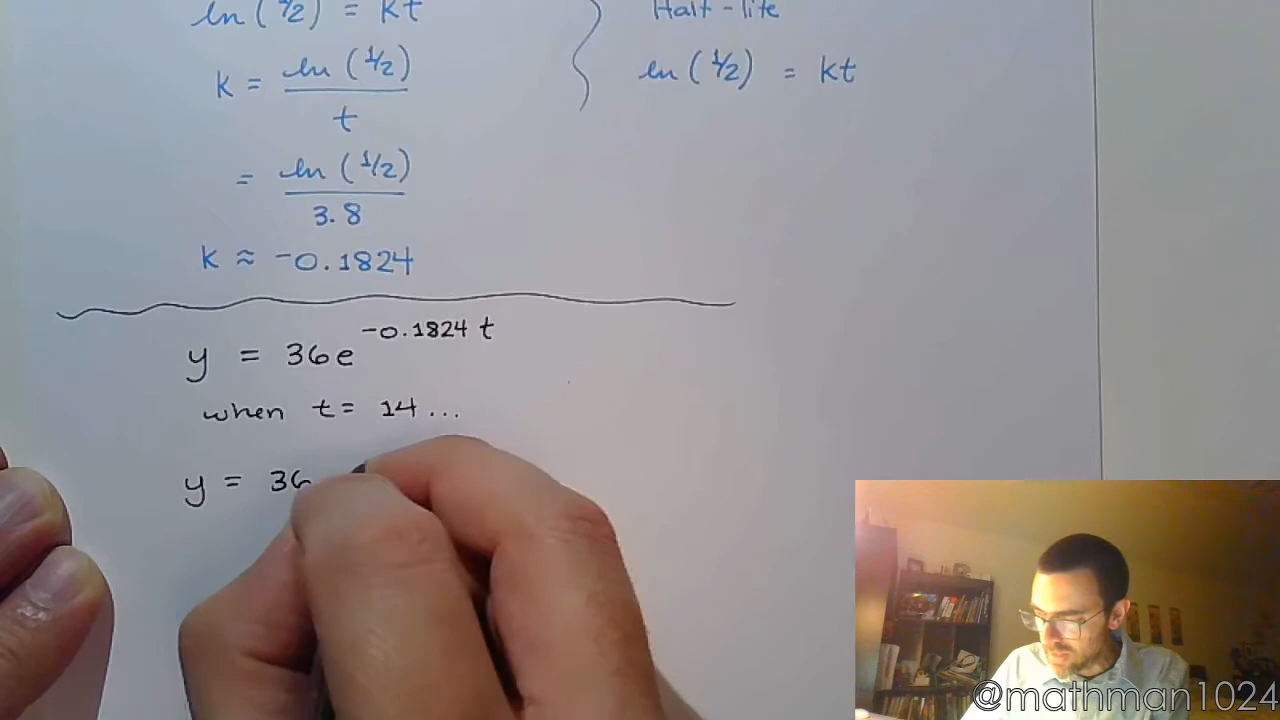 ln(1/2) = kt
Half-life
ln(1/2) = kt
k = ln(1/2)
t
= ln(1/2)
3.8
k ≈ -0.1824
y = 36e^-0.1824 t
when t = 14...
y = 36
@mathman1024